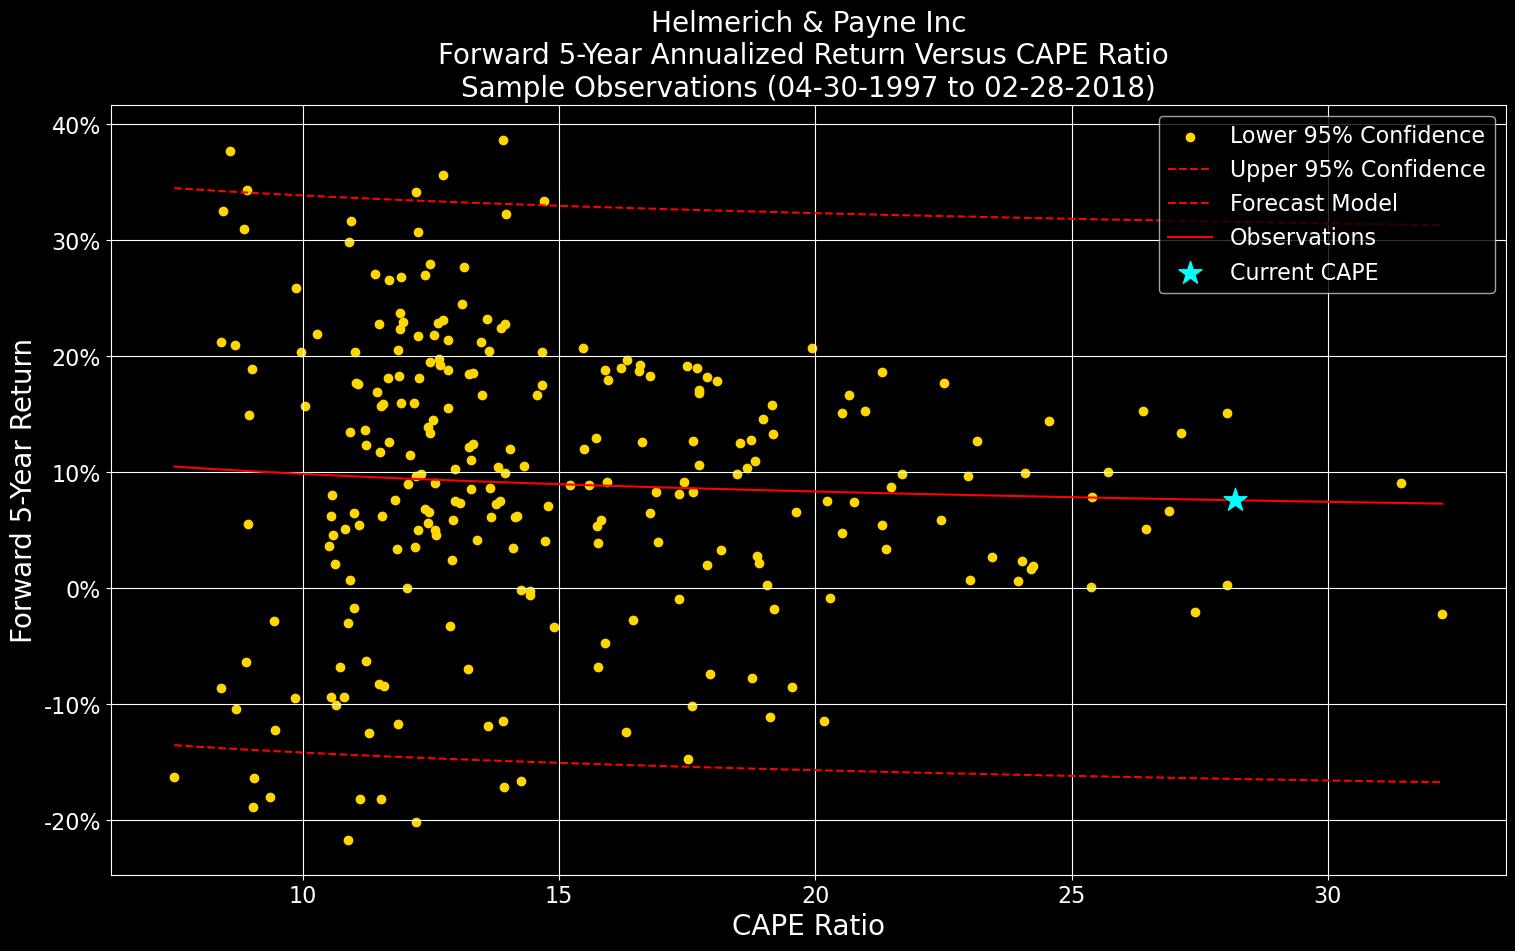 Helmerich & Payne Inc
Forward 5-Year Annualized Return Versus CAPE Ratio
Sample Observations (04-30-1997 to 02-28-2018)
Lower 95% Confidence
Upper 95% Confidence
Forecast Model
Observations
Current CAPE
Forward 5-Year Return
40%
30%
20%
10%
0%
-10%
-20%
10
15
20
25
30
CAPE Ratio